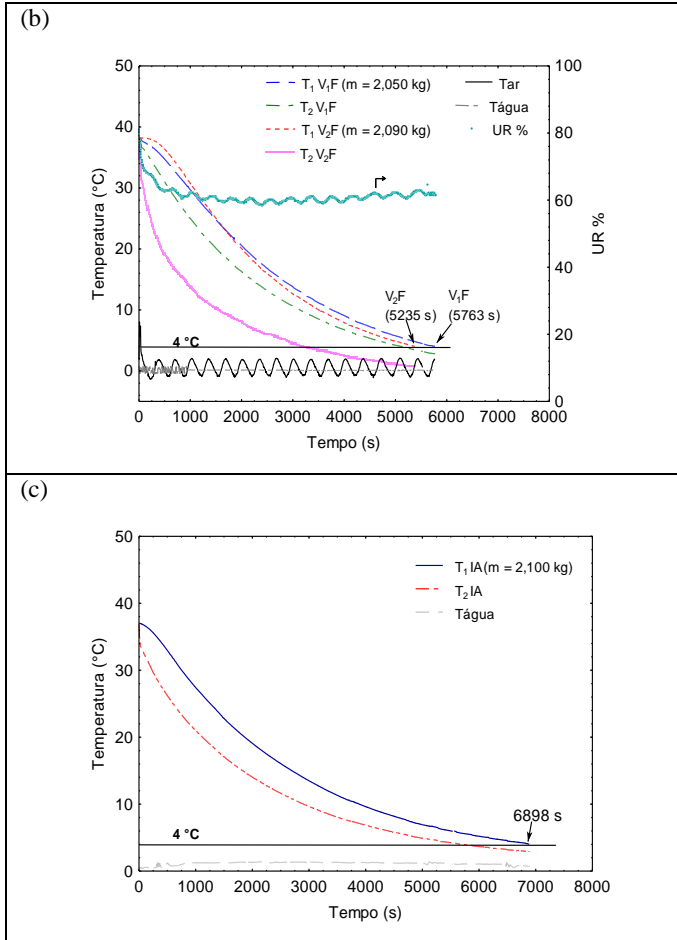 (b)
50
40
30
20
10
0
Temperatura (°C)
T1 V1F (m = 2,050 kg)
T2 V1F
T1 V2F (m = 2,090 kg)
T2 V2F
Tar
Tágua
UR %
100
80
60
40
20
0
UR %
V2F
(5235 s)
V1F
(5763 s)
4 °C
0 1000 2000 3000 4000 5000 6000 7000 8000
Tempo (s)
(c)
50
40
30
20
10
0
Temperatura (°C)
T1 IA (m = 2,100 kg)
T2 IA
Tágua
6898 s
4 °C
0 1000 2000 3000 4000 5000 6000 7000 8000
Tempo (s)